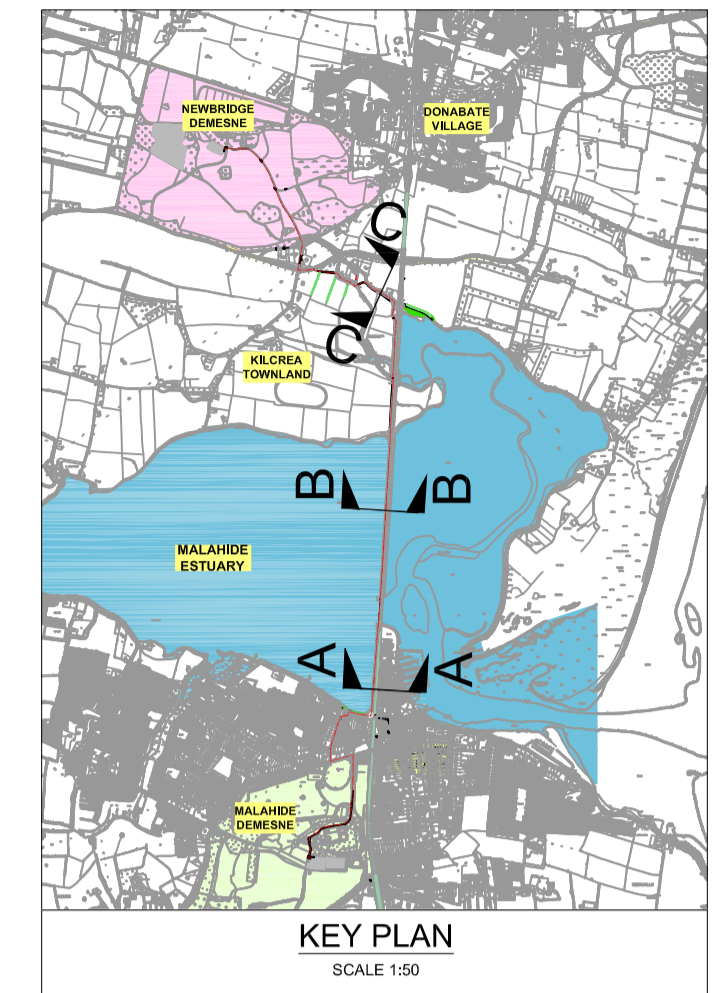 NEWBRIDGE
DEMESNE
DONABATE
VILLAGE
C
C
KILCREA
TOWNLAND
B
B
MALAHIDE
ESTUARY
A
A
MALAHIDE
DEMESNE
KEY PLAN
SCALE 1:50